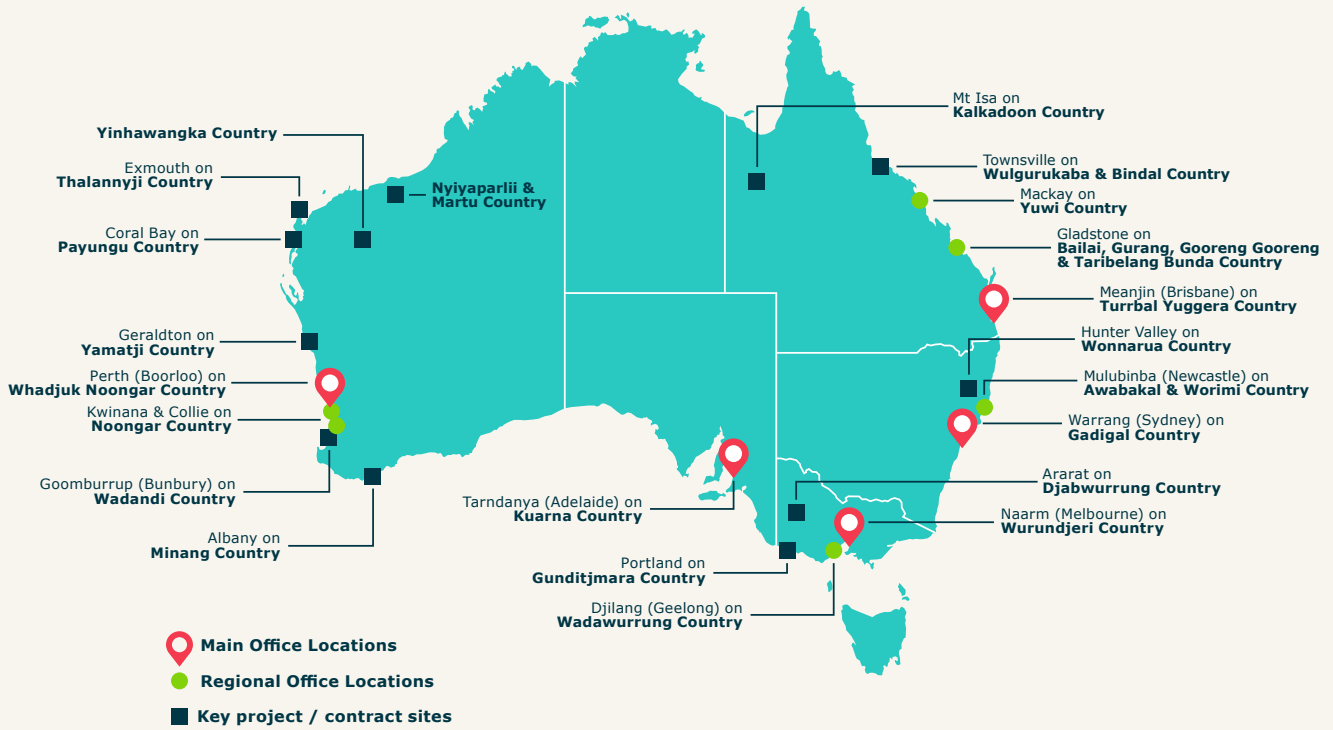 Yinhawangka Country
Exmouth on
Thalannyji Country
Coral Bay on
Payungu Country
Nyiyaparlii &
Martu Country
Geraldton on
Yamatji Country
Perth (Boorloo) on
Whadjuk Noongar Country
Kwinana & Collie on
Noongar Country
Goomburrup (Bunbury) on
Wadandi Country
Albany on
Minang Country
Mt Isa on
Kalkadoon Country
Townsville on
Wulgurukaba & Bindal Country
Mackay on
Yuwi Country
Gladstone on
Bailai, Gurang, Gooreng Gooreng
& Taribelang Bunda Country
Meanjin (Brisbane) on
Turrbal Yuggera Country
Hunter Valley on
Wonnarua Country
Mulubinba (Newcastle) on
Awabakal & Worimi Country
Warrang (Sydney) on
Gadigal Country
Ararat on
Djabwurrung Country
Naarm (Melbourne) on
Wurundjeri Country
Tarndanya (Adelaide) on
Kuarna Country
Portland on
Gunditjmara Country
Djilang (Geelong) on
Wadawurrung Country
Main Office Locations
Regional Office Locations
Key project / contract sites